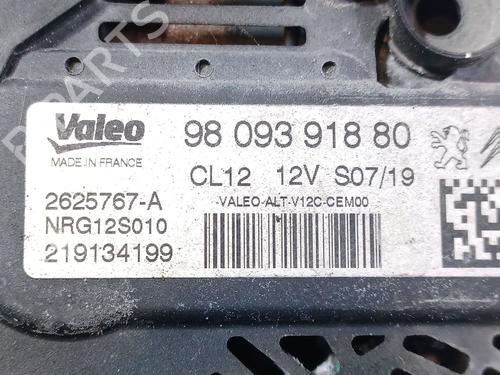 Valeo
MADE IN FRANCE
98 093 918 80
CL12 12V S07/19
2625767-A
NRG12S010
219134199
VALEO-ALT-V12C-CEM00